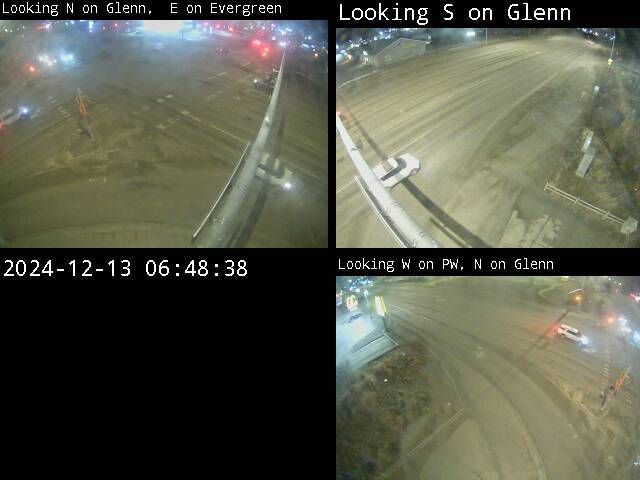 Looking N on Glenn, E on Evergreen
Looking S on Glenn
2024-12-13 06:48:38
Looking W on PW, N on Glenn